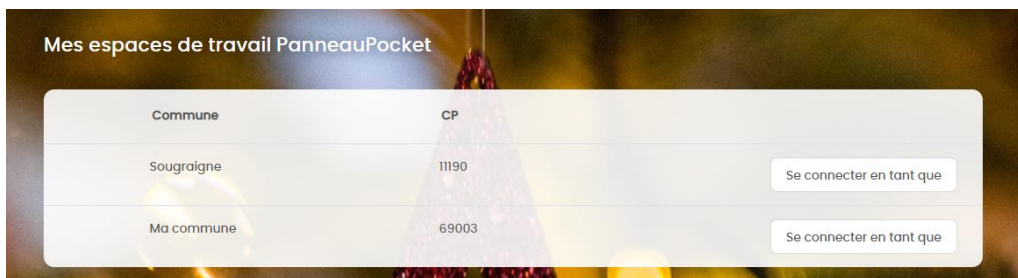 Mes espaces de travail PanneauPocket
Commune CP
Sougraigne 11190 Se connecter en tant que
Ma commune 69003 Se connecter en tant que